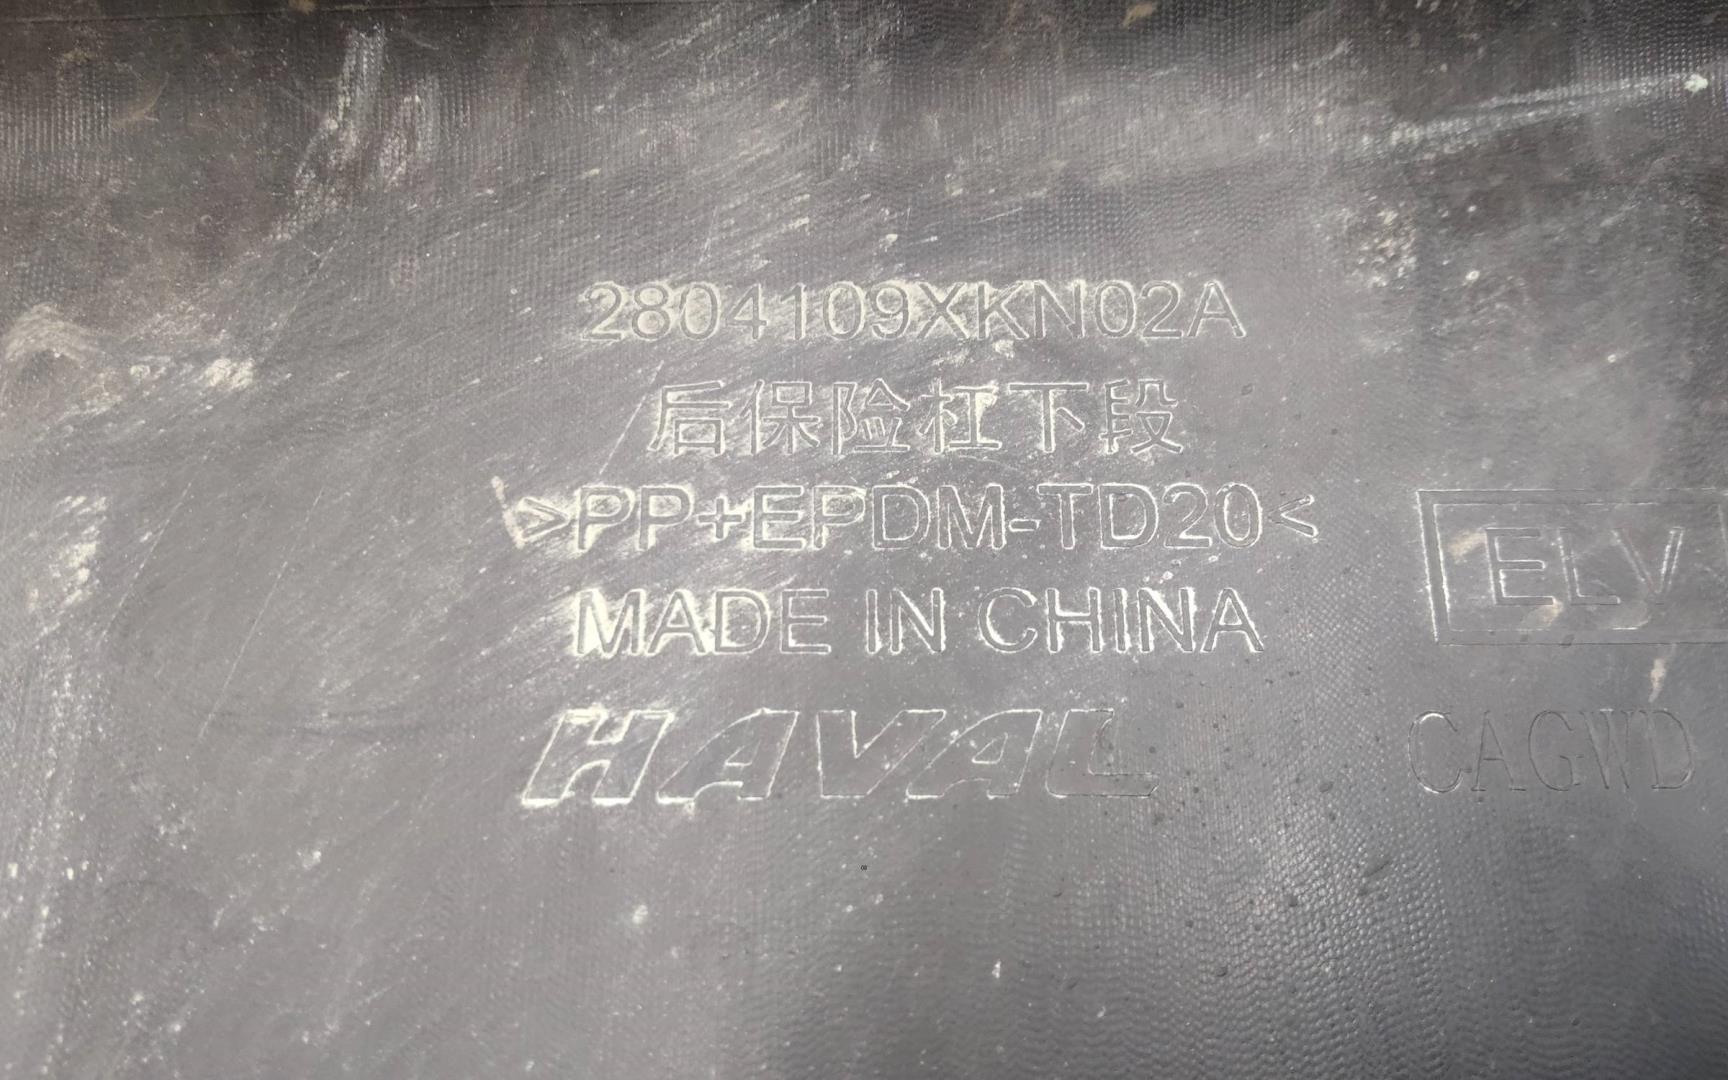 2804109XKN02A
后保险杠下段
>PP+EPDM-TD20<
MADE IN CHINA
HAVAL
ELV
CAGWD